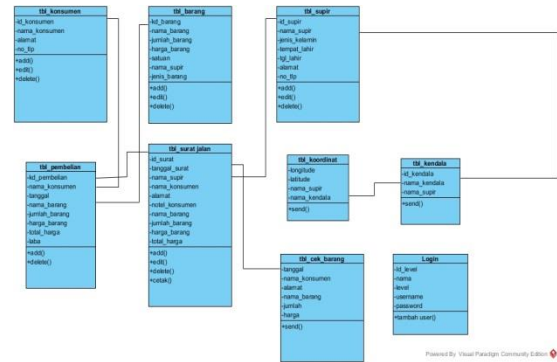 tbl_konsumen
-id_konsumen
-nama_konsumen
-alamat
-no_tlp
+add()
+edit()
+delete()
tbl_barang
-kd_barang
-nama_barang
-jumlah_barang
-harga_barang
-satuan
-nama_supir
-jenis_barang
+add()
+edit()
+delete()
tbl_supir
-id_supir
-nama_supir
-jenis_kelamin
-tempat_lahir
-tgl_lahir
-alamat
-no_tlp
+add()
+edit()
+delete()
tbl_pembelian
-kd_pembelian
-nama_konsumen
-tanggal
-nama_barang
-jumlah_barang
-harga_barang
-total_harga
-laba
+add()
+delete()
tbl_surat jalan
-id_surat
-tanggal_surat
-nama_supir
-nama_konsumen
-alamat
-notel_konsumen
-nama_barang
-jumlah_barang
-harga_barang
-total_harga
+add()
+edit()
+delete()
+cetak()
tbl_koordinat
-longitude
-latitude
-nama_supir
-nama_kendala
+send()
tbl_kendala
-id_kendala
-nama_kendala
-nama_supir
+send()
tbl_cek_barang
-tanggal
-nama_konsumen
-alamat
-nama_barang
-jumlah
-harga
+send()
Login
-id_level
-nama
-level
-username
-password
+tambah user()
Powered By Visual Paradigm Community Edition